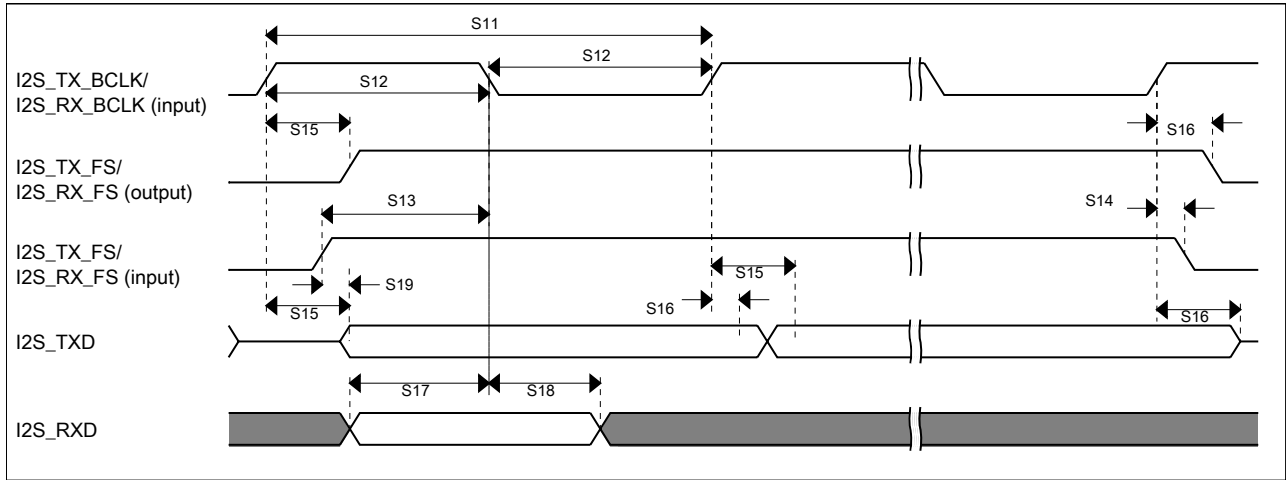 S11
S12
I2S_TX_BCLK/
I2S_RX_BCLK (input)
S12
S15
S16
I2S_TX_FS/
I2S_RX_FS (output)
S13
S14
I2S_TX_FS/
I2S_RX_FS (input)
S15
S19
S15
S16
S16
I2S_TXD
S17
S18
I2S_RXD